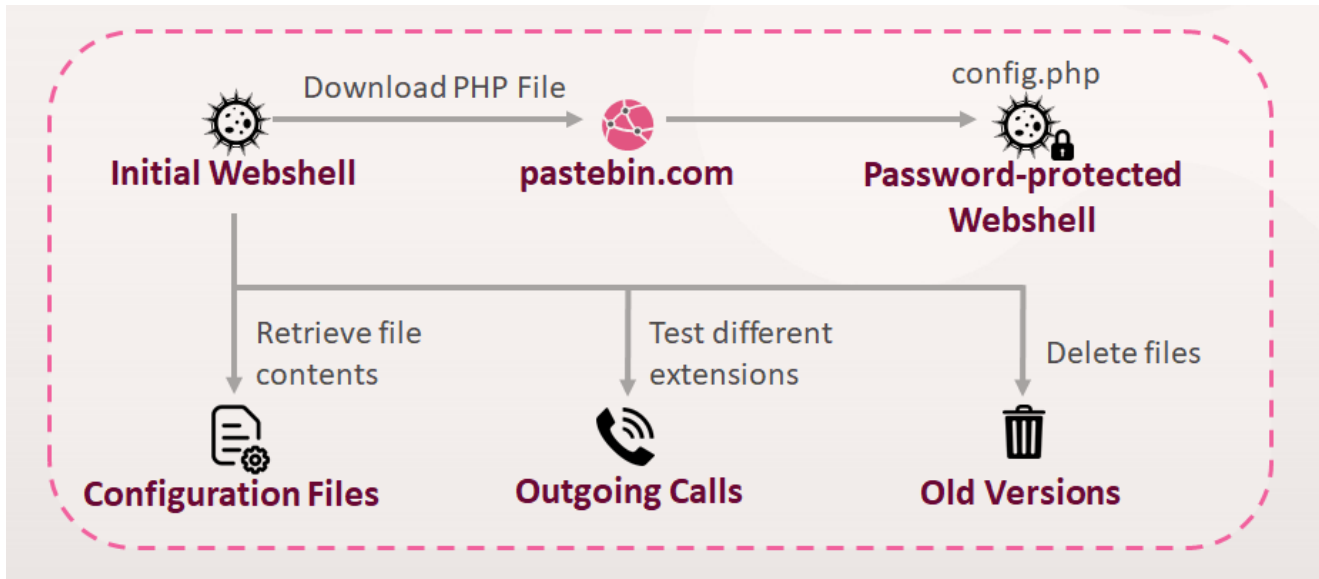 Download PHP File
config.php
Initial Webshell
pastebin.com
Password-protected
Webshell
Retrieve file
contents
Test different
extensions
Delete files
Configuration Files
Outgoing Calls
Old Versions